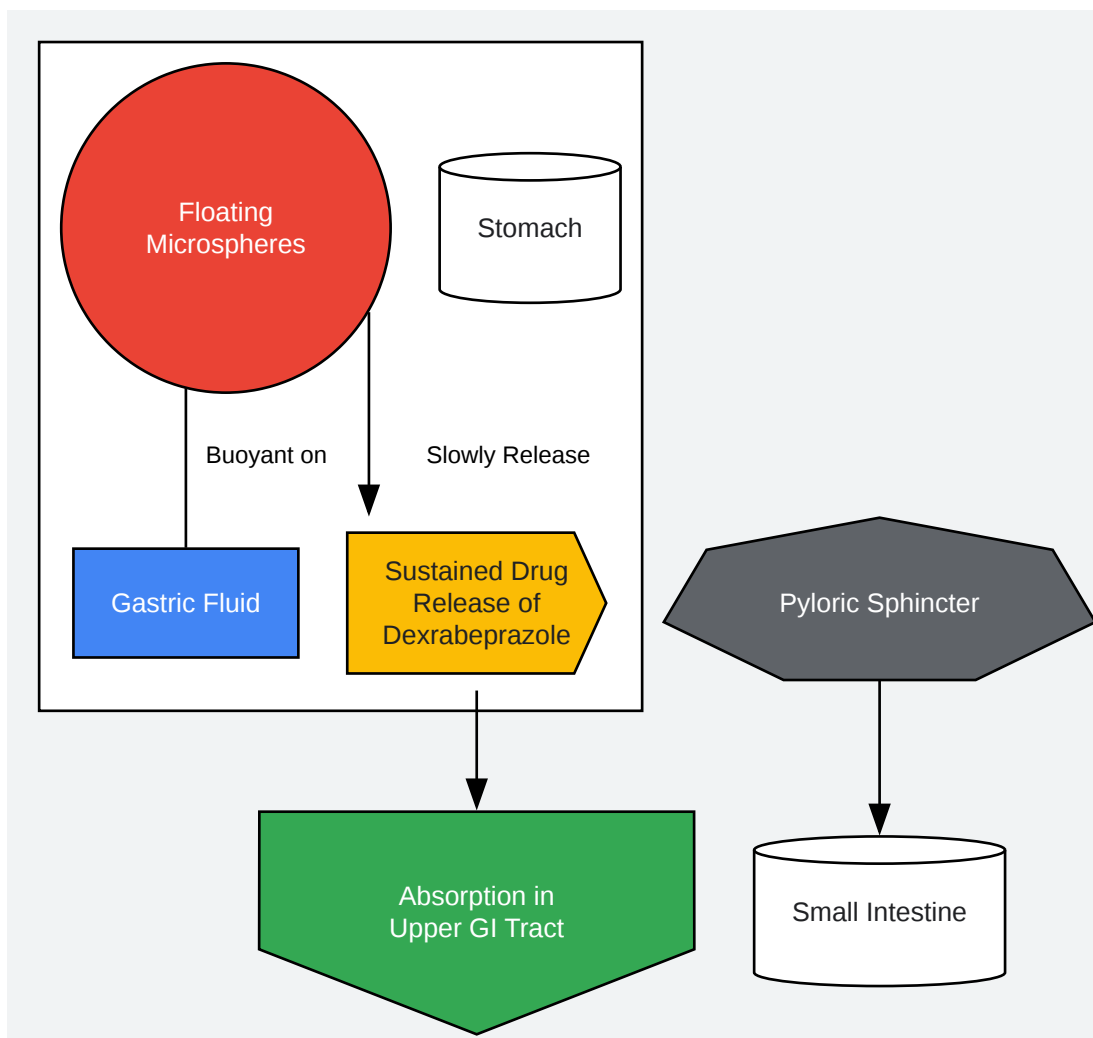 Floating
Microspheres
Stomach
Buoyant on
Slowly Release
Gastric Fluid
Sustained Drug
Release of
Dexrabeprazole
Pyloric Sphincter
Absorption in
Upper GI Tract
Small Intestine